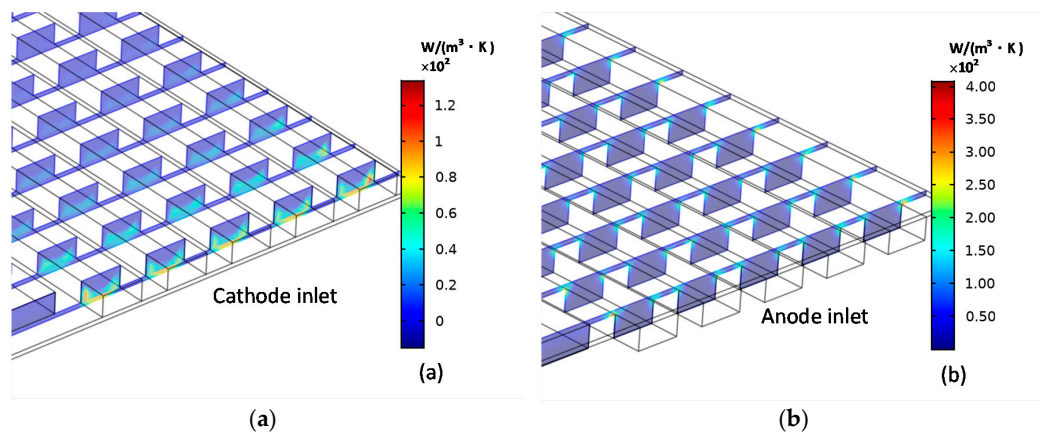 W/(m³ · K)
×10²
1.2
1
0.8
0.6
0.4
0.2
0
Cathode inlet
(a)
(a)
W/(m³ · K)
×10²
4.00
3.50
3.00
2.50
2.00
1.50
1.00
0.50
Anode inlet
(b)
(b)